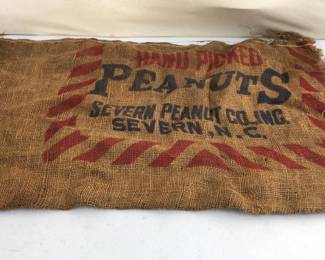 HAND PICKED
PEANUTS
SEVERN PEANUT CO. INC.
SEVERN, N.C.